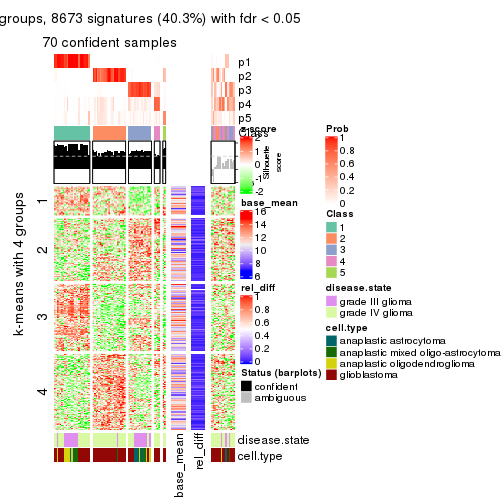 groups, 8673 signatures (40.3%) with fdr < 0.05
70 confident samples
p1
p2
p3
p4
p5
Class
z-score
2
1
0
-1
-2
Silhouette
score
base_mean
16
14
12
10
8
6
rel_diff
1
0.8
0.6
0.4
0.2
0
Status (barplots)
confident
ambiguous
Prob
1
0.8
0.6
0.4
0.2
0
Class
1
2
3
4
5
disease.state
grade III glioma
grade IV glioma
cell.type
anaplastic astrocytoma
anaplastic mixed oligo-astrocytoma
anaplastic oligodendroglioma
glioblastoma
k-means with 4 groups
1
2
3
4
disease.state
cell.type
base_mean
rel_diff